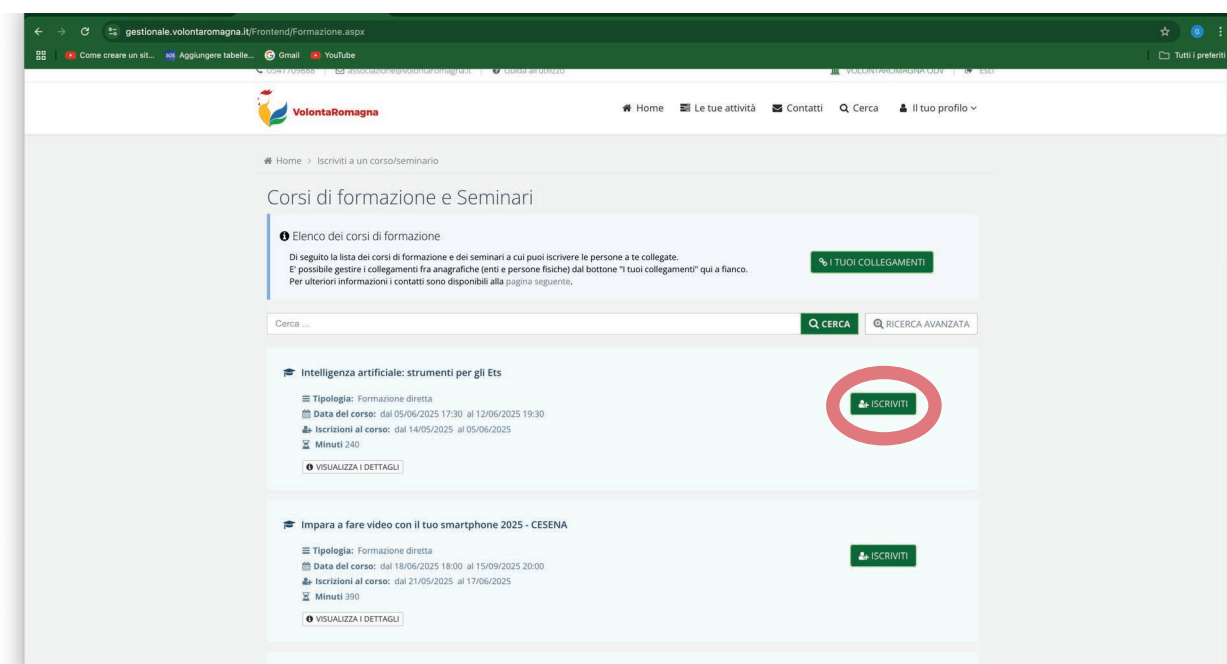 gestionale.volontaromagna.it/Frontend/Formazione.aspx
G
Come creare un sit...
Aggiungere tabelle...
Gmail
YouTube
Tutti i preferiti
0541709888 | associazione@volontaromagna.it | Guida all'utilizzo
VOLONTAROMAGNA ODV | Esci
VolontaRomagna
Home
Le tue attività
Contatti
Cerca
Il tuo profilo
Home > Iscriviti a un corso/seminario
Corsi di formazione e Seminari
Elenco dei corsi di formazione
Di seguito la lista dei corsi di formazione e dei seminari a cui puoi iscrivere le persone a te collegate.
E' possibile gestire i collegamenti fra anagrafiche (enti e persone fisiche) dal bottone "I tuoi collegamenti" qui a fianco.
Per ulteriori informazioni i contatti sono disponibili alla pagina seguente.
I TUOI COLLEGAMENTI
Cerca ...
CERCA
RICERCA AVANZATA
Intelligenza artificiale: strumenti per gli Ets
Tipologia: Formazione diretta
Data del corso: dal 05/06/2025 17:30 al 12/06/2025 19:30
Iscrizioni al corso: dal 14/05/2025 al 05/06/2025
Minuti 240
VISUALIZZA I DETTAGLI
ISCRIVITI
Impara a fare video con il tuo smartphone 2025 - CESENA
Tipologia: Formazione diretta
Data del corso: dal 18/06/2025 18:00 al 15/09/2025 20:00
Iscrizioni al corso: dal 21/05/2025 al 17/06/2025
Minuti 390
VISUALIZZA I DETTAGLI
ISCRIVITI